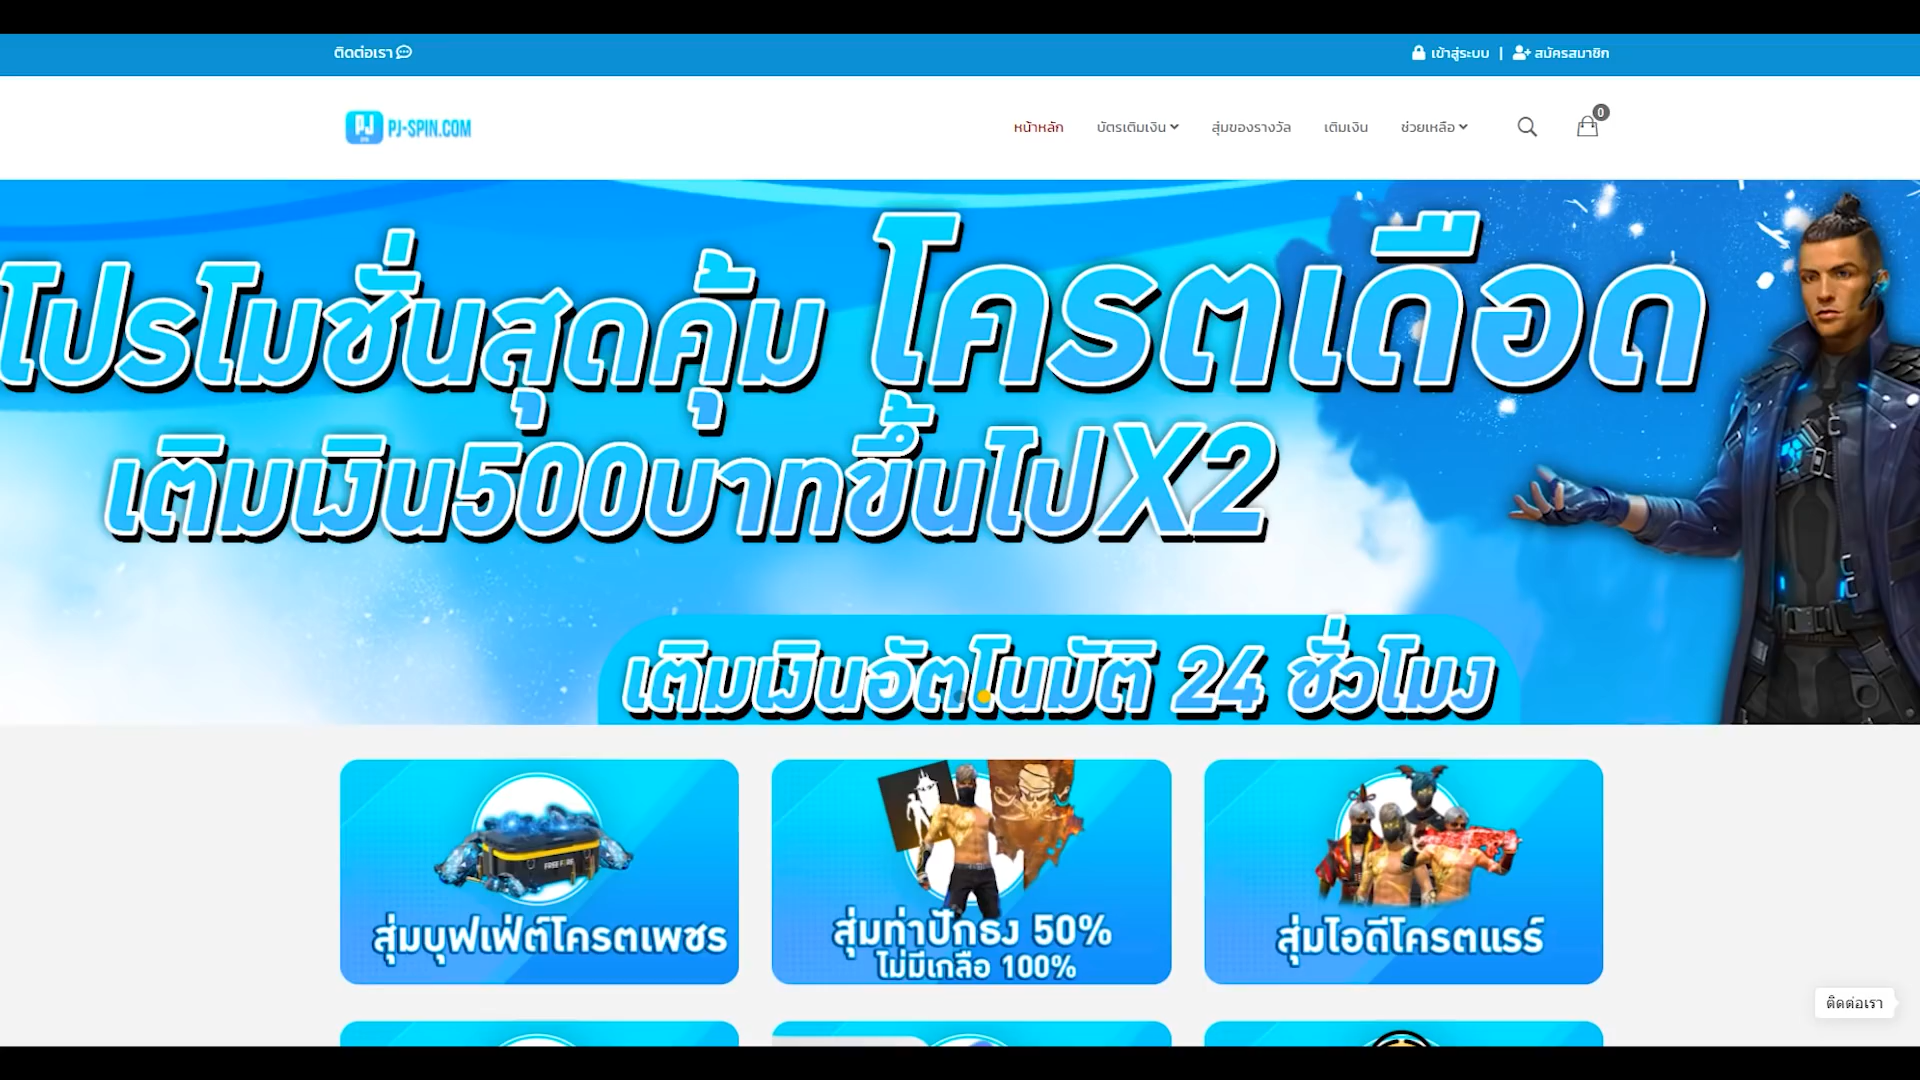 ติดต่อเรา
เข้าสู่ระบบ | สมัครสมาชิก
PJ PJ-SPIN.COM
หน้าหลัก บัตรเติมเงิน สุ่มของรางวัล เติมเงิน ช่วยเหลือ 0
โปรโมชั่นสุดคุ้ม โครตเดือด
เติมเงิน500บาทขึ้นไปX2
เติมเงินอัตโนมัติ 24 ชั่วโมง
FREE FIRE
สุ่มบุฟเฟ่ต์โครตเพชร
สุ่มท่าปักธง 50%
ไม่มีเกลือ 100%
สุ่มไอดีโครตแรร์
ติดต่อเรา